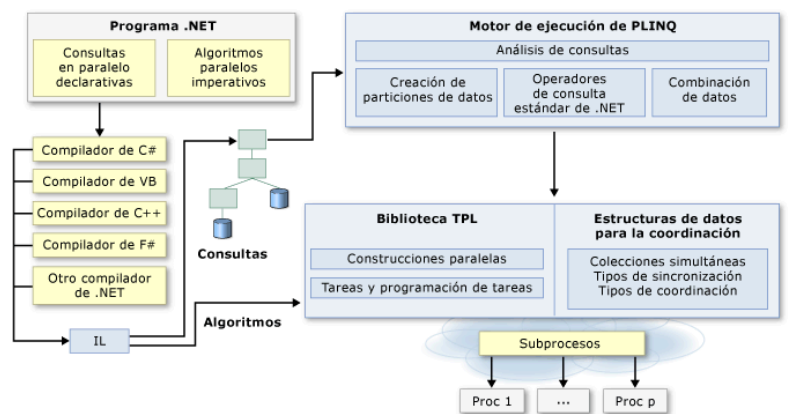 Programa .NET
Consultas
en paralelo
declarativas
Algoritmos
paralelos
imperativos
Compilador de C#
Compilador de VB
Compilador de C++
Compilador de F#
Otro compilador
de .NET
IL
Consultas
Algoritmos
Motor de ejecución de PLINQ
Análisis de consultas
Creación de
particiones de datos
Operadores
de consulta
estándar de .NET
Combinación
de datos
Biblioteca TPL
Construcciones paralelas
Tareas y programación de tareas
Estructuras de datos
para la coordinación
Colecciones simultáneas
Tipos de sincronización
Tipos de coordinación
Subprocesos
Proc 1
...
Proc p